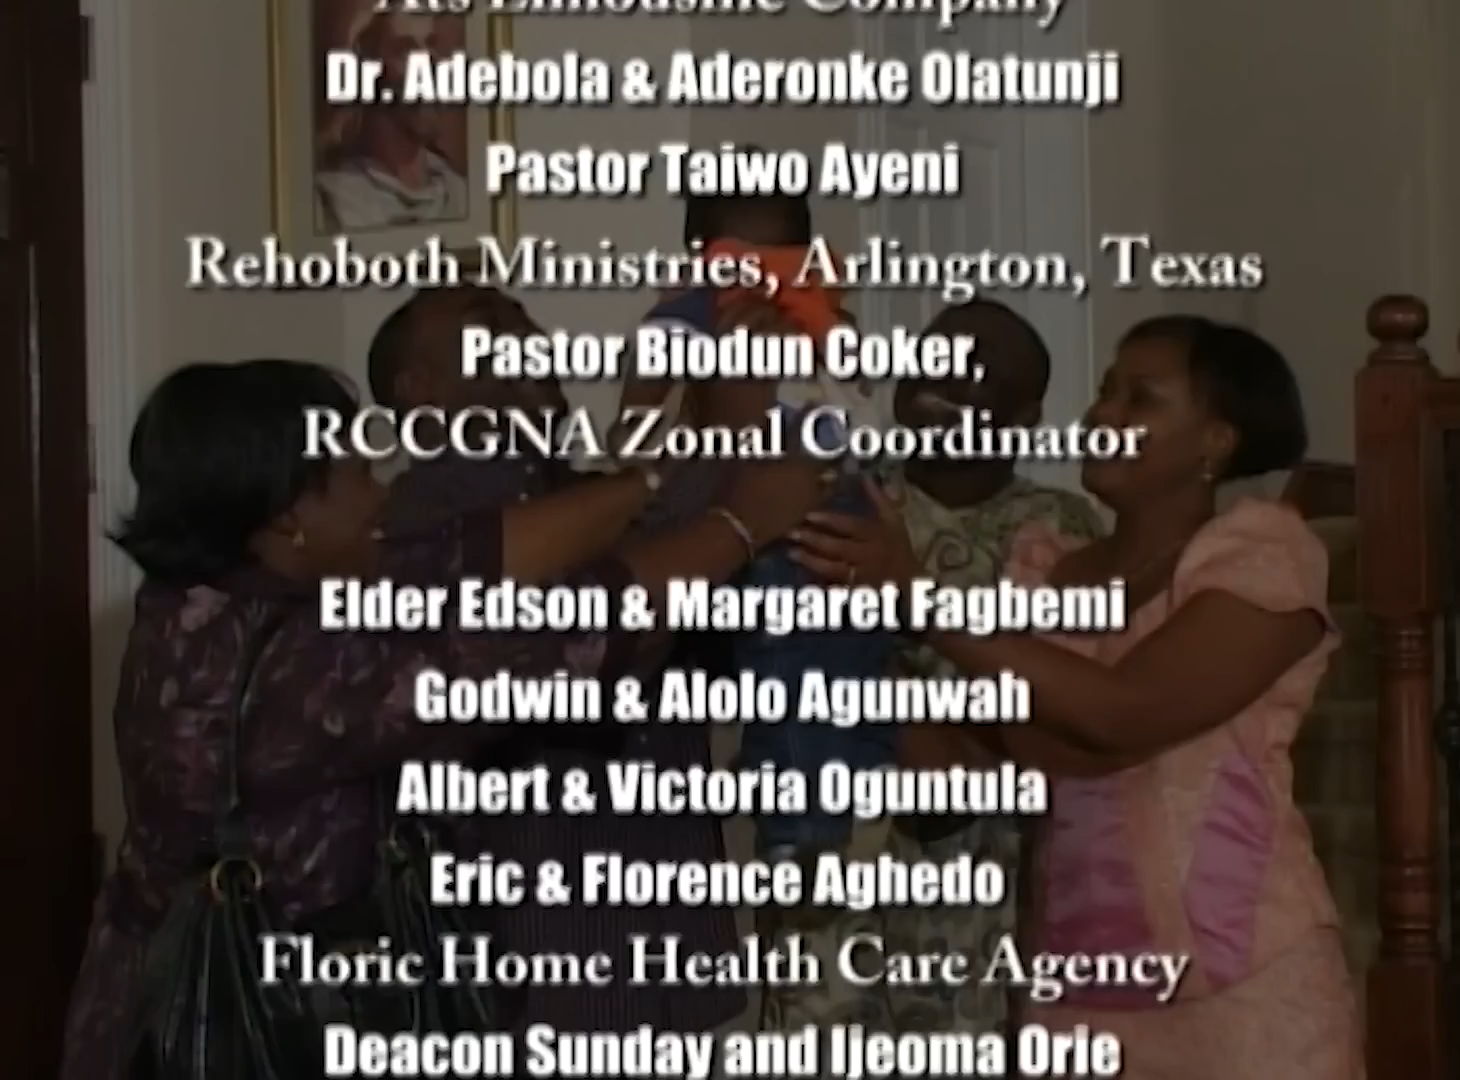 Limousine Company
Dr. Adebola & Aderonke Olatunji
Pastor Taiwo Ayeni
Rehoboth Ministries, Arlington, Texas
Pastor Biodun Coker,
RCCGNA Zonal Coordinator
Elder Edson & Margaret Fagbemi
Godwin & Alolo Agunwah
Albert & Victoria Oguntula
Eric & Florence Aghedo
Floric Home Health Care Agency
Deacon Sunday and Ijeoma Orie